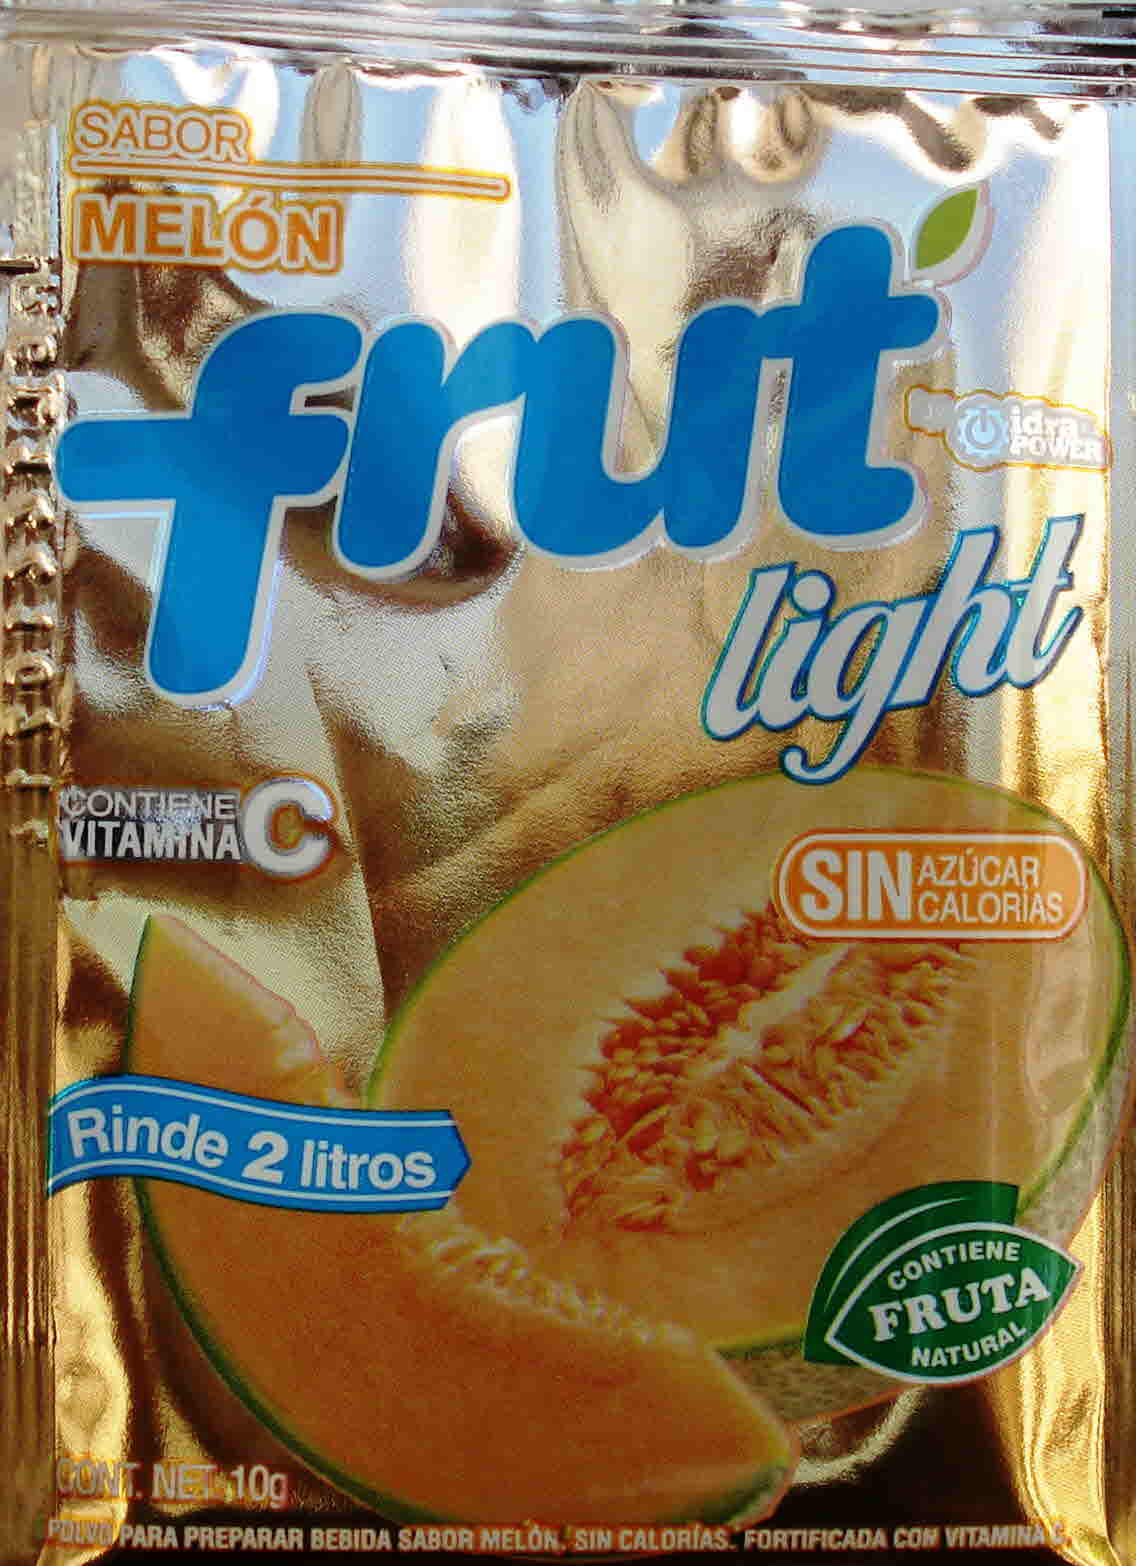 SABOR
MELÓN
frut
idra
POWER
light
CONTIENE
VITAMINA C
SIN AZÚCAR
CALORÍAS
Rinde 2 litros
CONTIENE
FRUTA
NATURAL
CONT. NET. 10g
POLVO PARA PREPARAR BEBIDA SABOR MELÓN, SIN CALORÍAS. FORTIFICADA CON VITAMINA C.